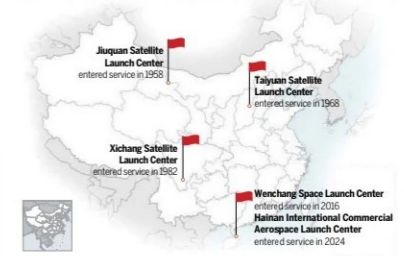 Jiuquan Satellite
Launch Center
entered service in 1958
Taiyuan Satellite
Launch Center
entered service in 1968
Xichang Satellite
Launch Center
entered service in 1982
Wenchang Space Launch Center
entered service in 2016
Hainan International Commercial
Aerospace Launch Center
entered service in 2024